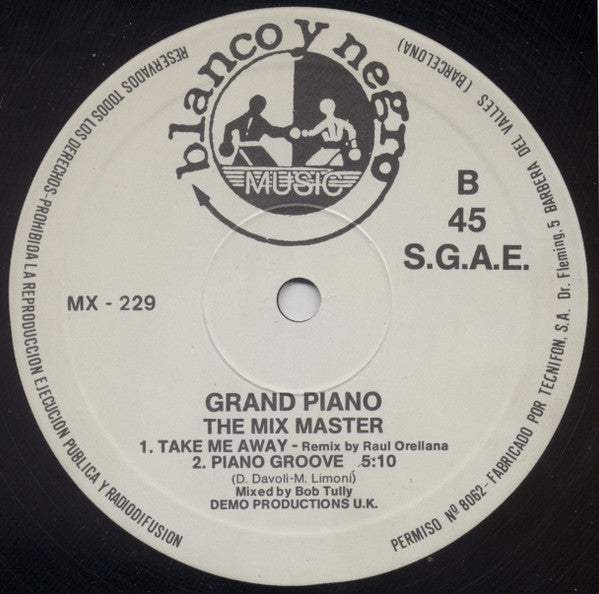 blanco y negro
MUSIC
B
45
S.G.A.E.
MX - 229
GRAND PIANO
THE MIX MASTER
1. TAKE ME AWAY - Remix by Raul Orellana
2. PIANO GROOVE 5:10
(D. Davoli-M. Limoni)
Mixed by Bob Tully
DEMO PRODUCTIONS U.K.
RESERVADOS TODOS LOS DERECHOS-PROHIBIDA LA REPRODUCCION EJECUCION PUBLICA Y RADIODIFUSION
PERMISO Nº 8062-FABRICADO POR TECNIFON, S.A. Dr. Fleming, 5 BARBERA DEL VALLES (BARCELONA)